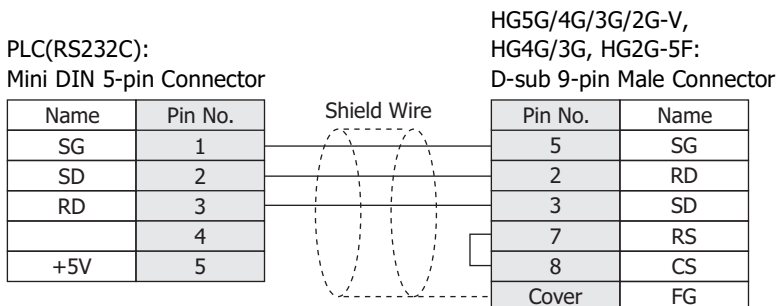 HG5G/4G/3G/2G-V,
PLC(RS232C): HG4G/3G, HG2G-5F:
Mini DIN 5-pin Connector D-sub 9-pin Male Connector
Name Pin No. Shield Wire Pin No. Name
SG 1 5 SG
SD 2 2 RD
RD 3 3 SD
4 7 RS
+5V 5 8 CS
Cover FG